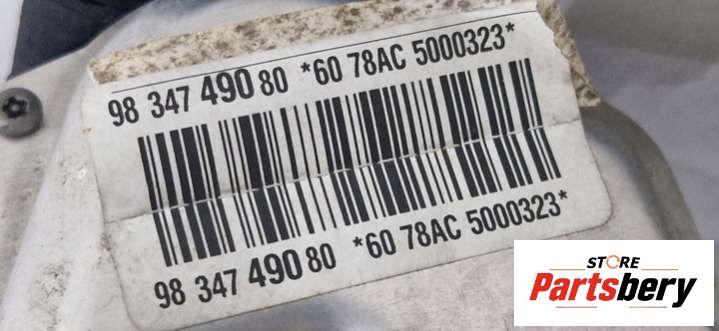 98 347 490 80 *60 78AC 5000323*
98 347 490 80 *60 78AC 5000323*
STORE
Partsbery